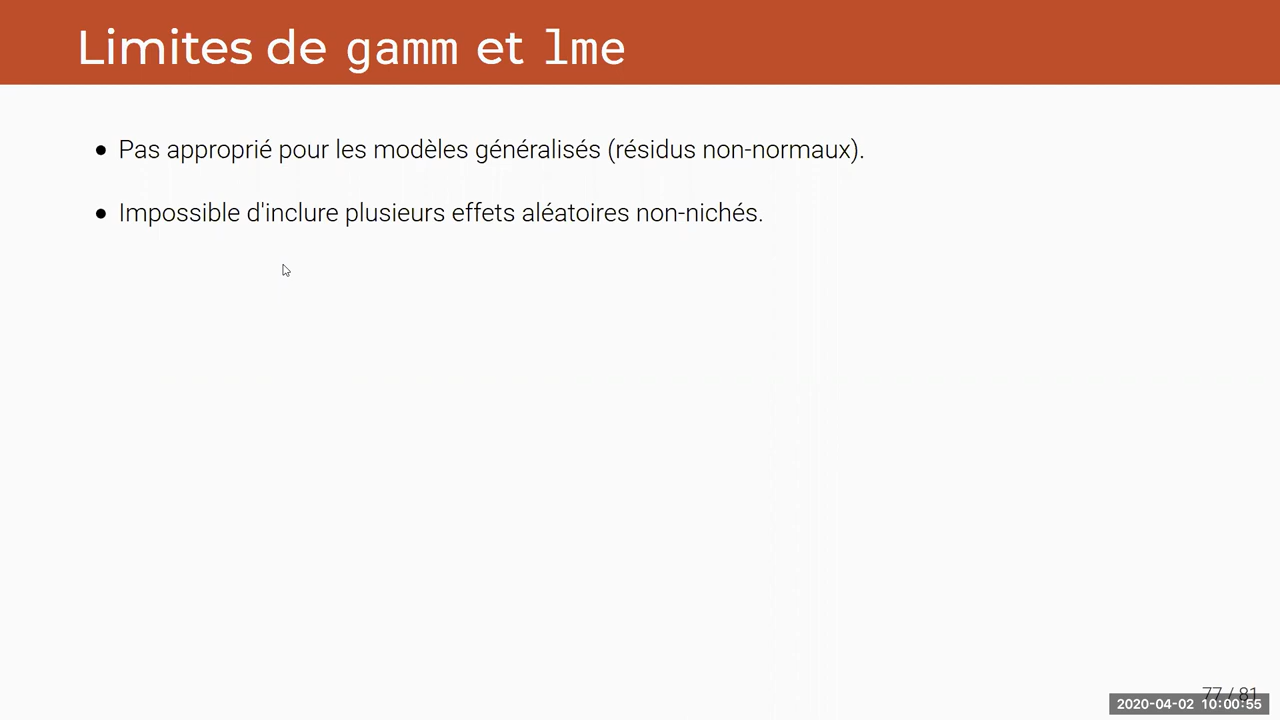 Limites de gamm et lme
● Pas approprié pour les modèles généralisés (résidus non-normaux).
● Impossible d'inclure plusieurs effets aléatoires non-nichés.
77 / 81
2020-04-02 10:00:55